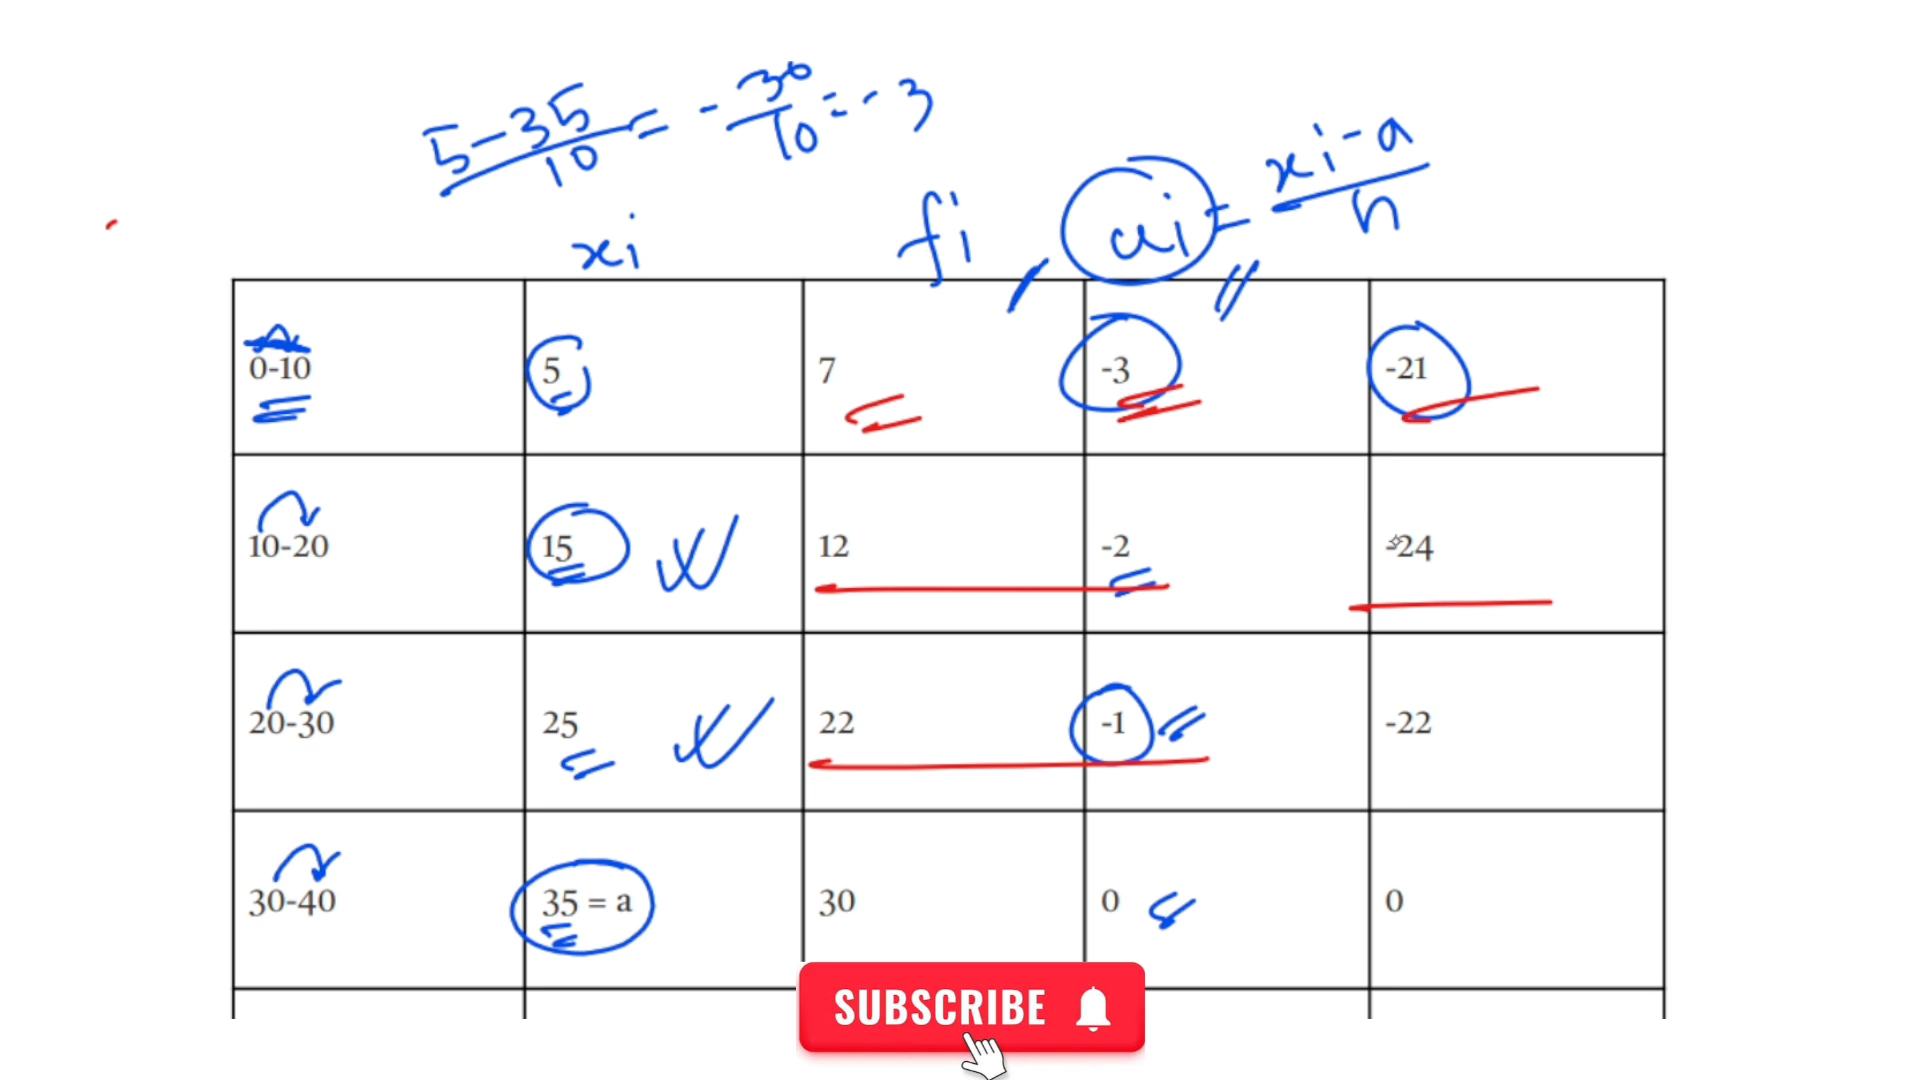 5-35/10 = -30/10 = -3
xi fi, ui = xi-a/h
0-10 5 7 -3 -21
10-20 15 12 -2 -24
20-30 25 22 -1 -22
30-40 35 = a 30 0 0
SUBSCRIBE